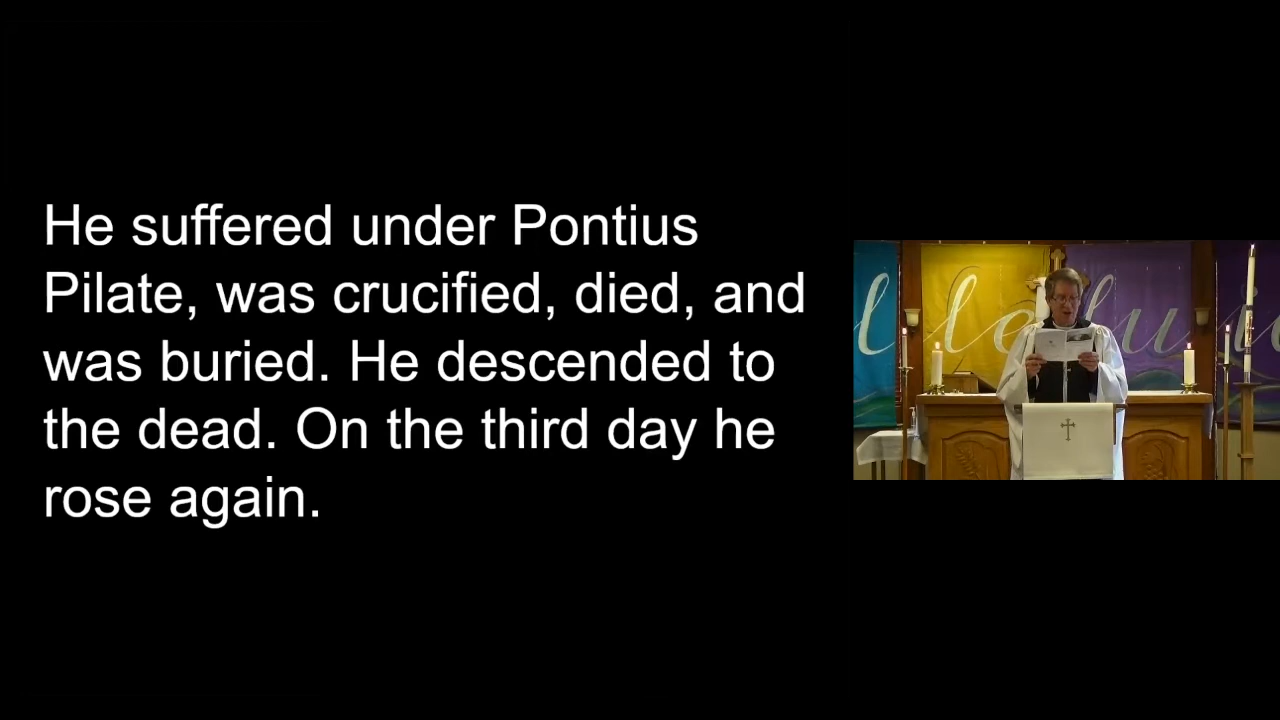 He suffered under Pontius
Pilate, was crucified, died, and
was buried. He descended to
the dead. On the third day he
rose again.